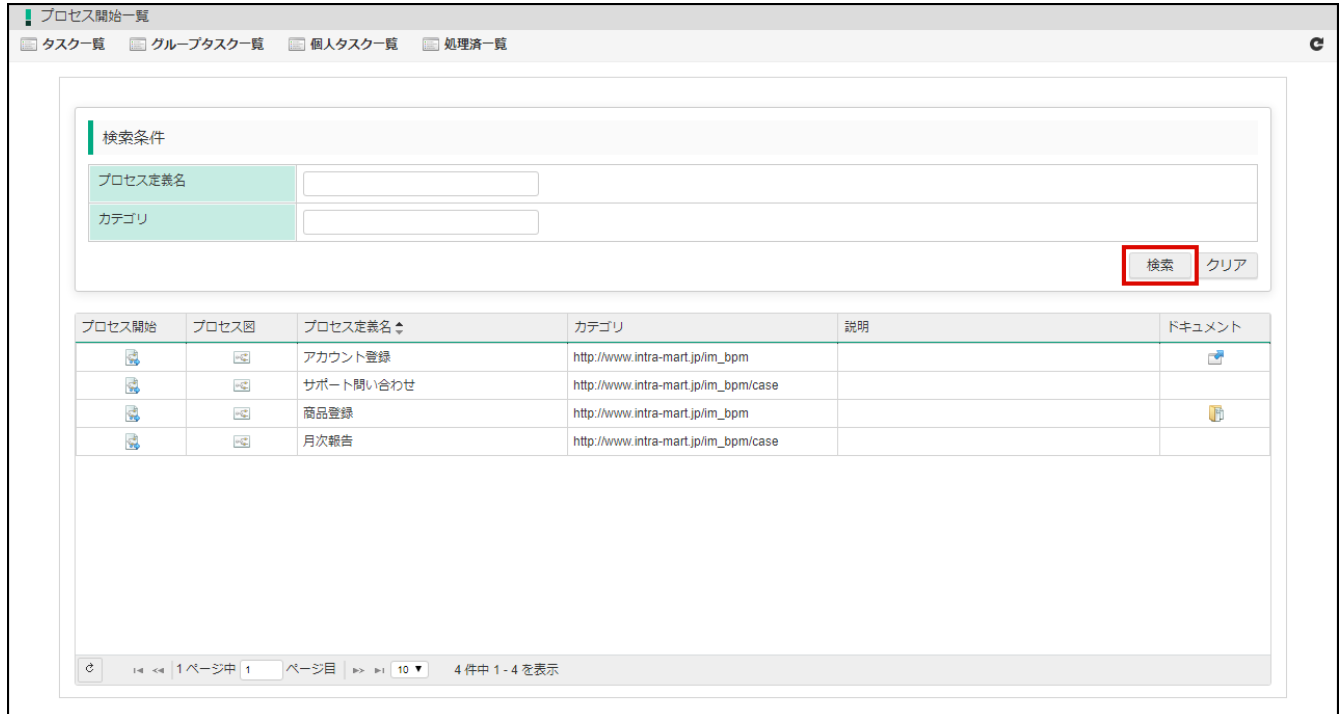 プロセス開始一覧
タスク一覧 グループタスク一覧 個人タスク一覧 処理済一覧
検索条件
プロセス定義名
カテゴリ
検索 クリア
プロセス開始 プロセス図 プロセス定義名 カテゴリ 説明 ドキュメント
アカウント登録 http://www.intra-mart.jp/im_bpm
サポート問い合わせ http://www.intra-mart.jp/im_bpm/case
商品登録 http://www.intra-mart.jp/im_bpm
月次報告 http://www.intra-mart.jp/im_bpm/case
1 ページ中 1 ページ目 10 4 件中 1 - 4 を表示